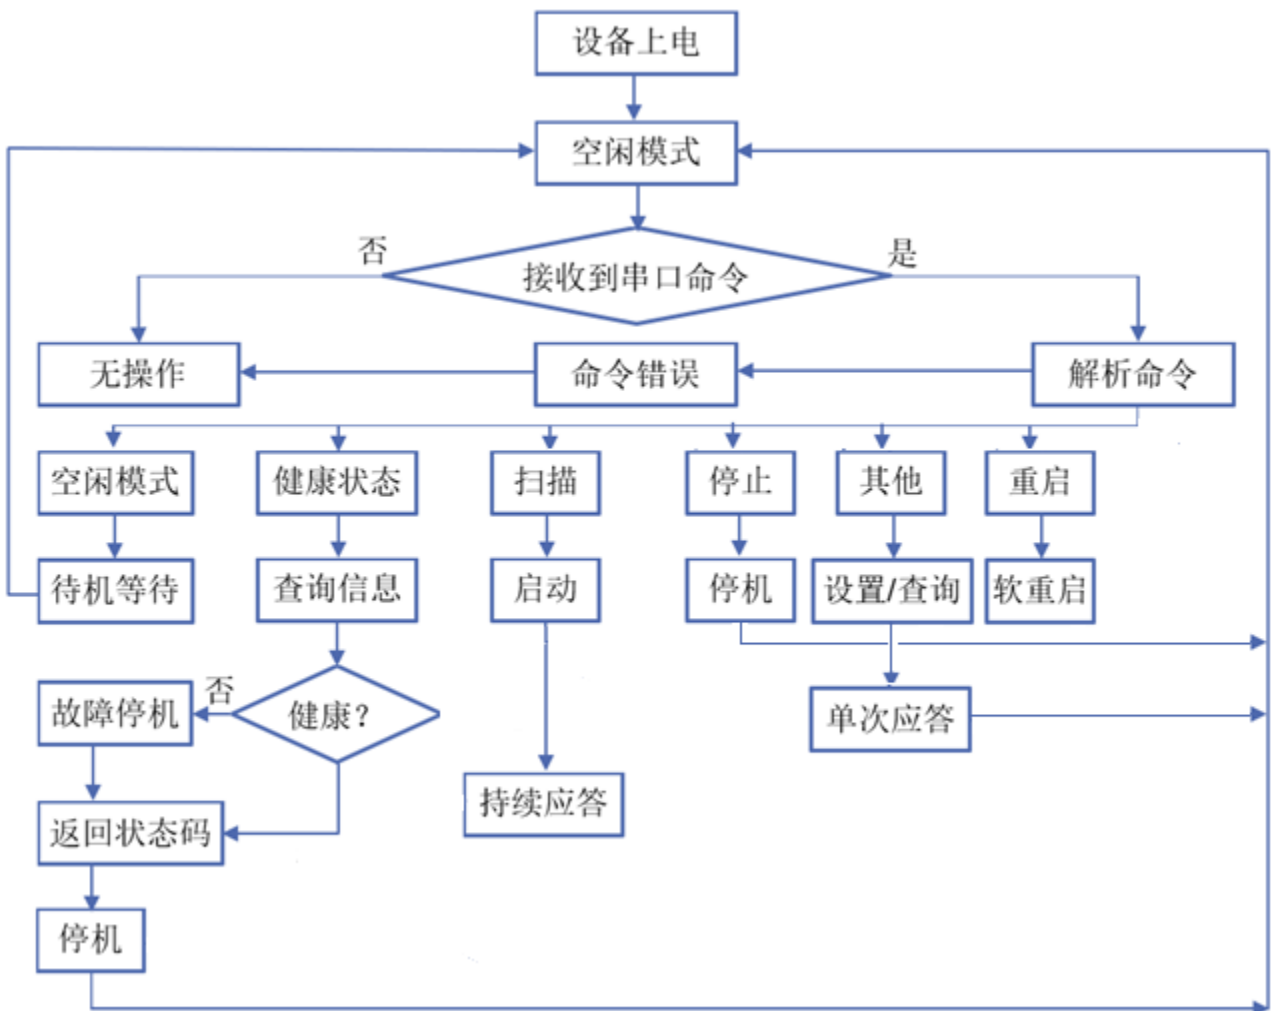 设备上电
空闲模式
否
是
接收到串口命令
无操作
命令错误
解析命令
空闲模式
健康状态
扫描
停止
其他
重启
待机等待
查询信息
启动
停机
设置/查询
软重启
故障停机
否
健康？
单次应答
持续应答
返回状态码
停机